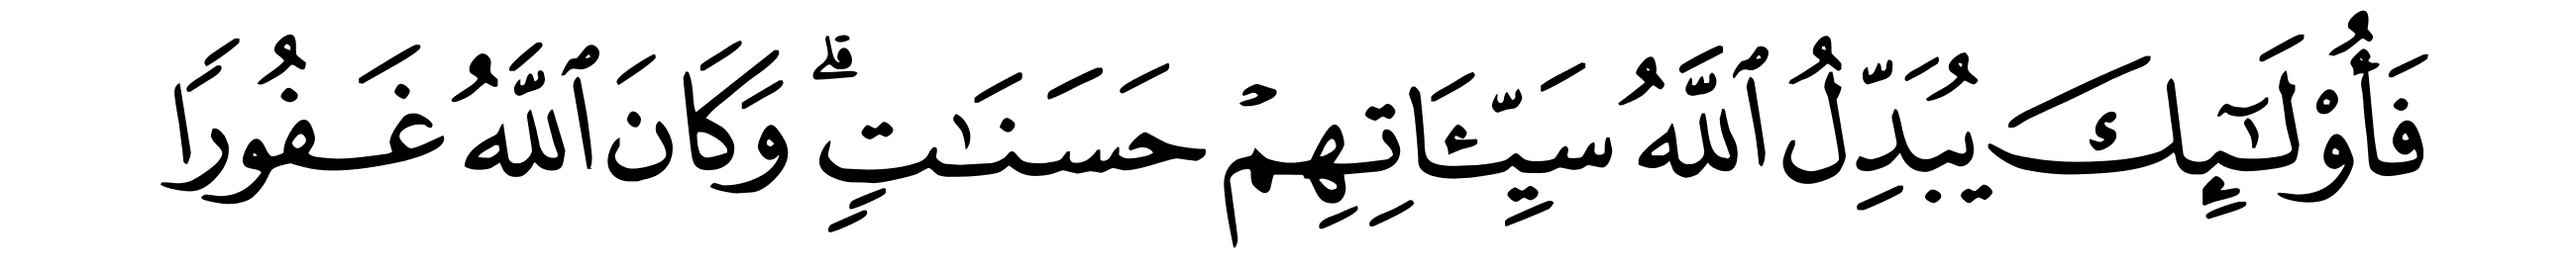 فَأُو۟لَـٰٓئِكَ يُبَدِّلُ ٱللَّهُ سَيِّـَٔاتِهِمْ حَسَنَـٰتٍ ۗ وَكَانَ ٱللَّهُ غَفُورًا